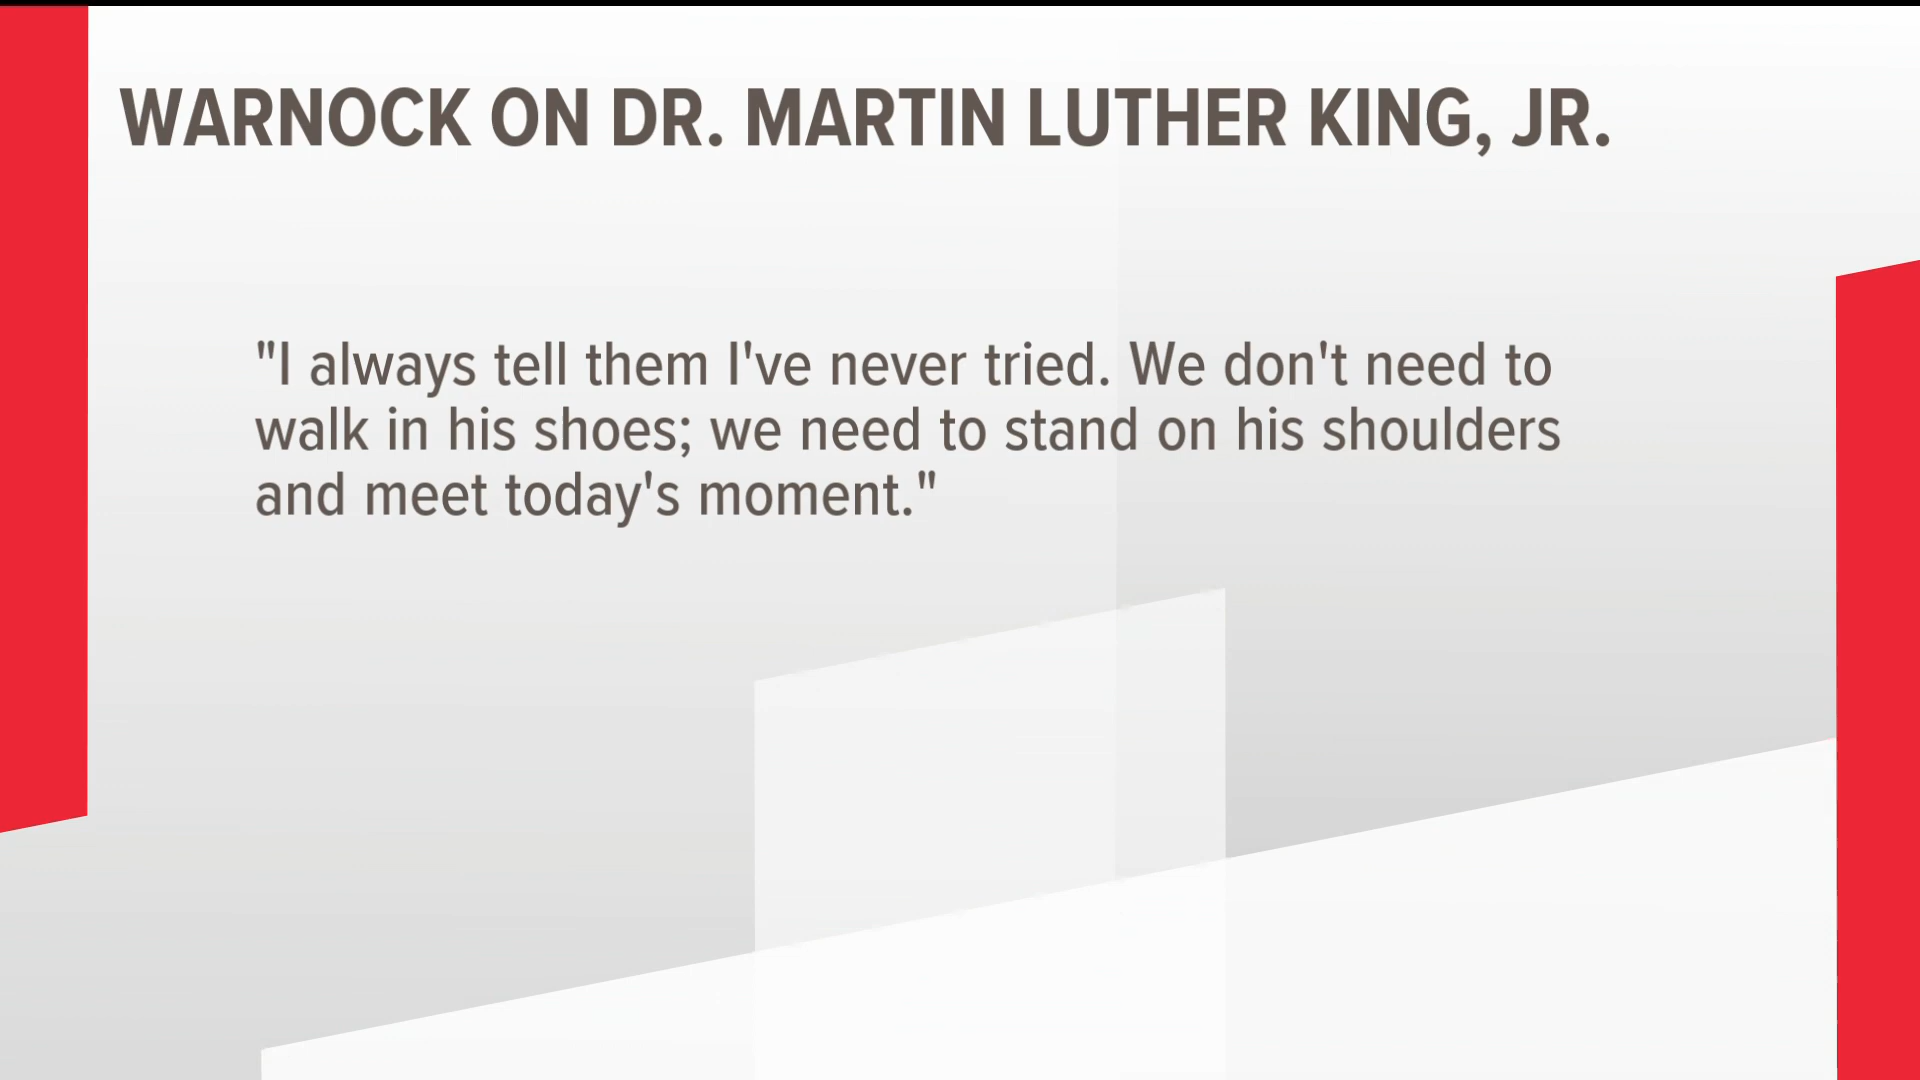 WARNOCK ON DR. MARTIN LUTHER KING, JR.
"I always tell them I've never tried. We don't need to
walk in his shoes; we need to stand on his shoulders
and meet today's moment."